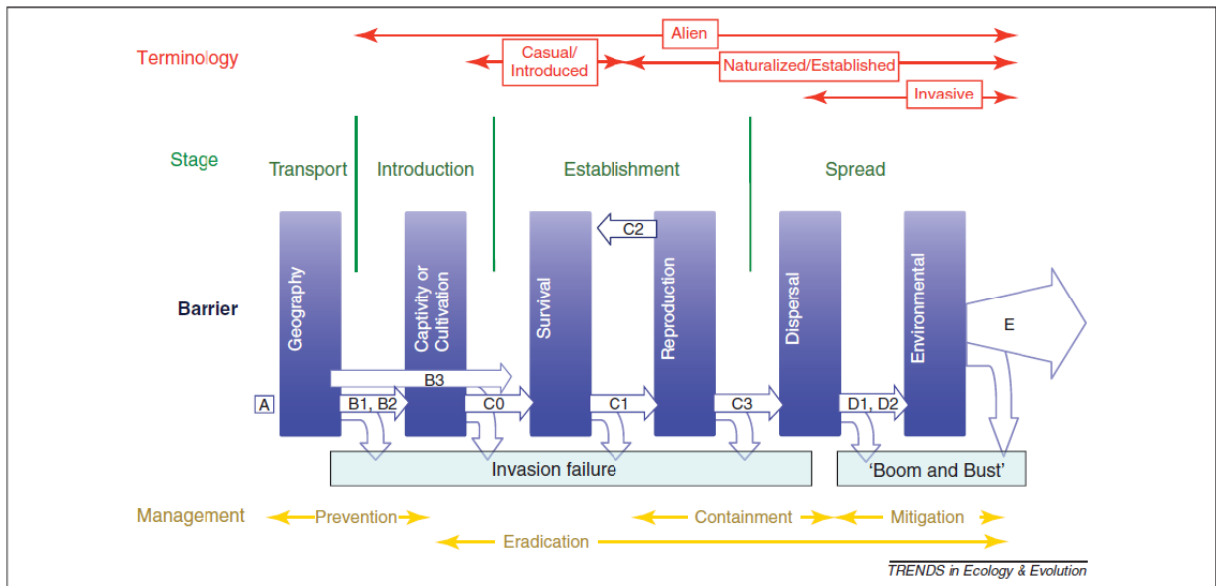 Terminology
Alien
Casual/
Introduced
Naturalized/Established
Invasive
Stage
Transport
Introduction
Establishment
Spread
Barrier
Geography
Captivity or
Cultivation
Survival
Reproduction
Dispersal
Environmental
C2
E
B3
A
B1, B2
C0
C1
C3
D1, D2
Invasion failure
‘Boom and Bust’
Management
Prevention
Containment
Mitigation
Eradication
TRENDS in Ecology & Evolution